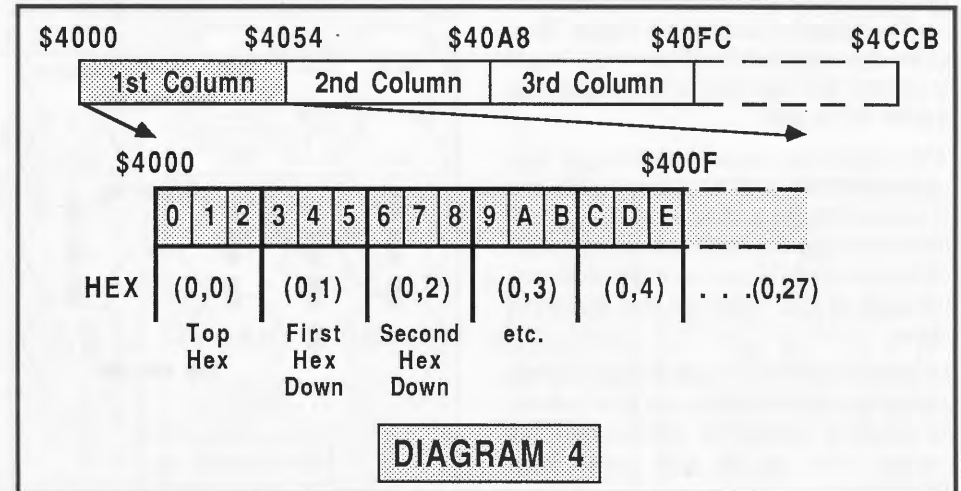 $4000 $4054 $40A8 $40FC $4CCB
1st Column 2nd Column 3rd Column
$4000 $400F
0 1 2 3 4 5 6 7 8 9 A B C D E
HEX (0,0) (0,1) (0,2) (0,3) (0,4) . . .(0,27)
Top First Second etc.
Hex Hex Hex
Down Down
DIAGRAM 4